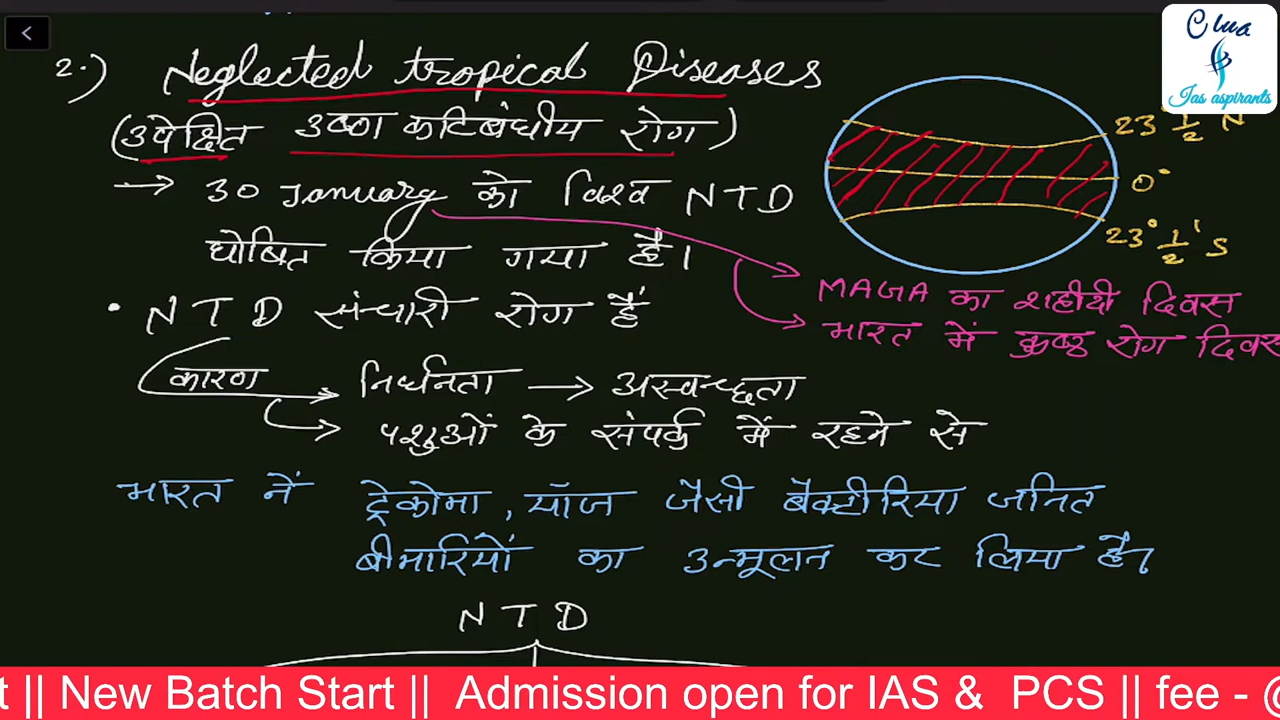 Clua
Ias aspirants
2.) Neglected tropical Diseases
(उपेक्षित उष्ण कटिबंधीय रोग)
→ 30 January को विश्व NTD
घोषित किया गया है।
23° 1/2' N
0°
23° 1/2' S
MAGA का शहीदी दिवस
भारत में कुष्ठ रोग दिवस
• NTD संचारी रोग हैं
कारण → निर्धनता → अस्वच्छता
→ पशुओं के संपर्क में रहने से
भारत नें ट्रेकोमा, यॉज जैसी बैक्टीरिया जनित
बीमारियों का उन्मूलन कर लिया है।
NTD
t || New Batch Start || Admission open for IAS & PCS || fee - @